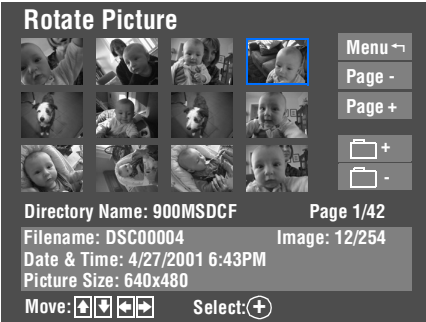 Rotate Picture
Menu
Page -
Page +
+
-
Directory Name: 900MSDCF Page 1/42
Filename: DSC00004 Image: 12/254
Date & Time: 4/27/2001 6:43PM
Picture Size: 640x480
Move: Select: